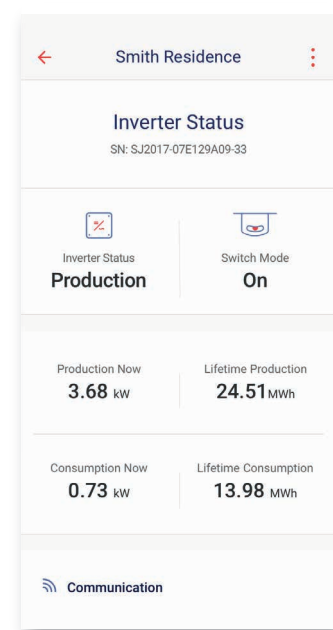 Smith Residence
Inverter Status
SN: SJ2017-07E129A09-33
Inverter Status
Production
Switch Mode
On
Production Now
3.68 kW
Lifetime Production
24.51 MWh
Consumption Now
0.73 kW
Lifetime Consumption
13.98 MWh
Communication